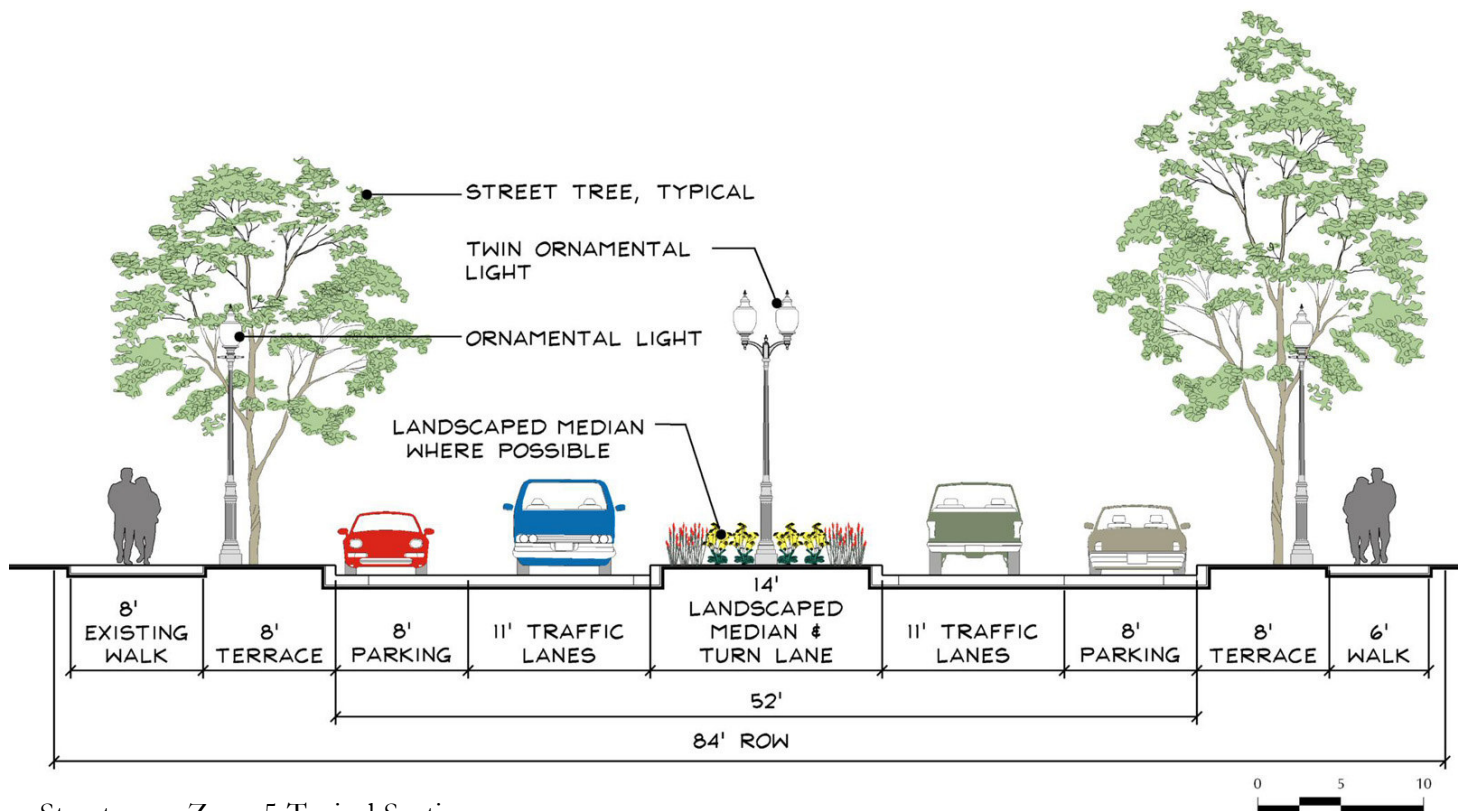 STREET TREE, TYPICAL
TWIN ORNAMENTAL
LIGHT
ORNAMENTAL LIGHT
LANDSCAPED MEDIAN
WHERE POSSIBLE
8'
EXISTING
WALK
8'
TERRACE
8'
PARKING
11' TRAFFIC
LANES
14'
LANDSCAPED
MEDIAN &
TURN LANE
11' TRAFFIC
LANES
8'
PARKING
8'
TERRACE
6'
WALK
52'
84' ROW
0 5 10